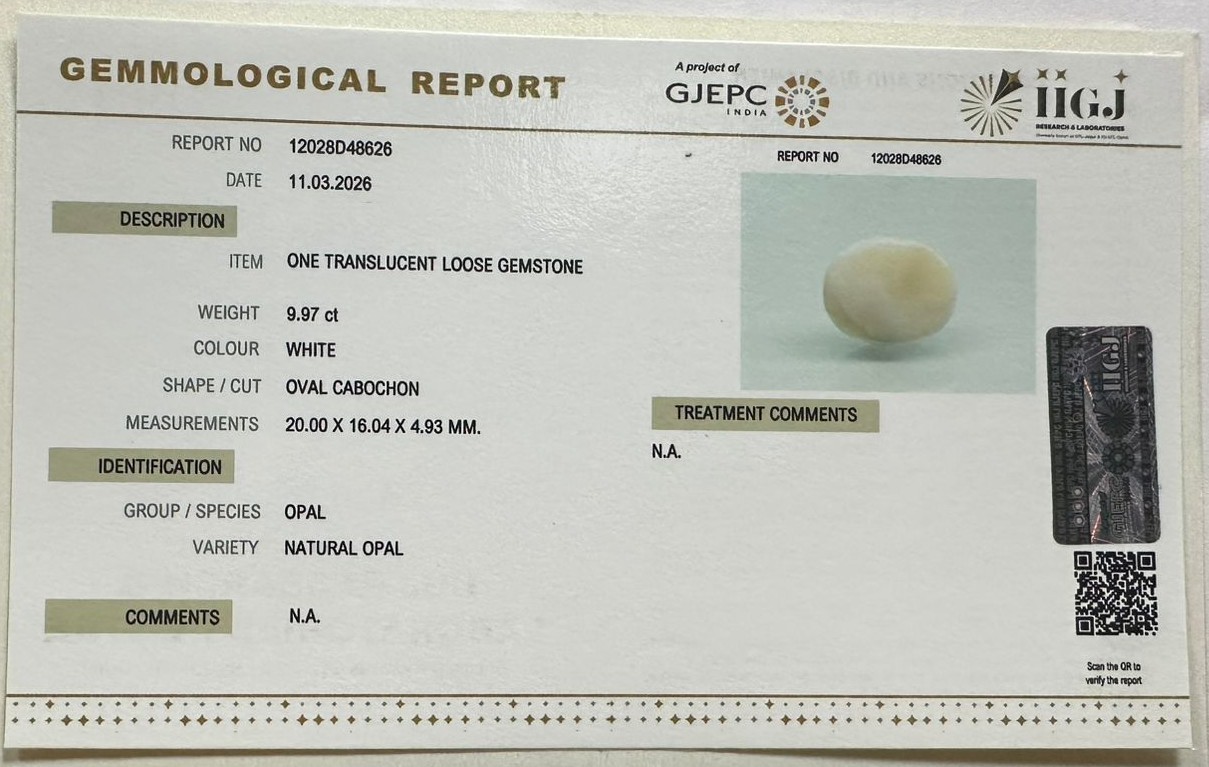 GEMMOLOGICAL REPORT
A project of
GJEPC
INDIA
IIGJ
RESEARCH & LABORATORIES
REPORT NO 12028D48626
DATE 11.03.2026
DESCRIPTION
ITEM ONE TRANSLUCENT LOOSE GEMSTONE
WEIGHT 9.97 ct
COLOUR WHITE
SHAPE / CUT OVAL CABOCHON
MEASUREMENTS 20.00 X 16.04 X 4.93 MM.
IDENTIFICATION
GROUP / SPECIES OPAL
VARIETY NATURAL OPAL
COMMENTS N.A.
REPORT NO 12028D48626
TREATMENT COMMENTS
N.A.
IIGJ
Scan the QR to
verify the report